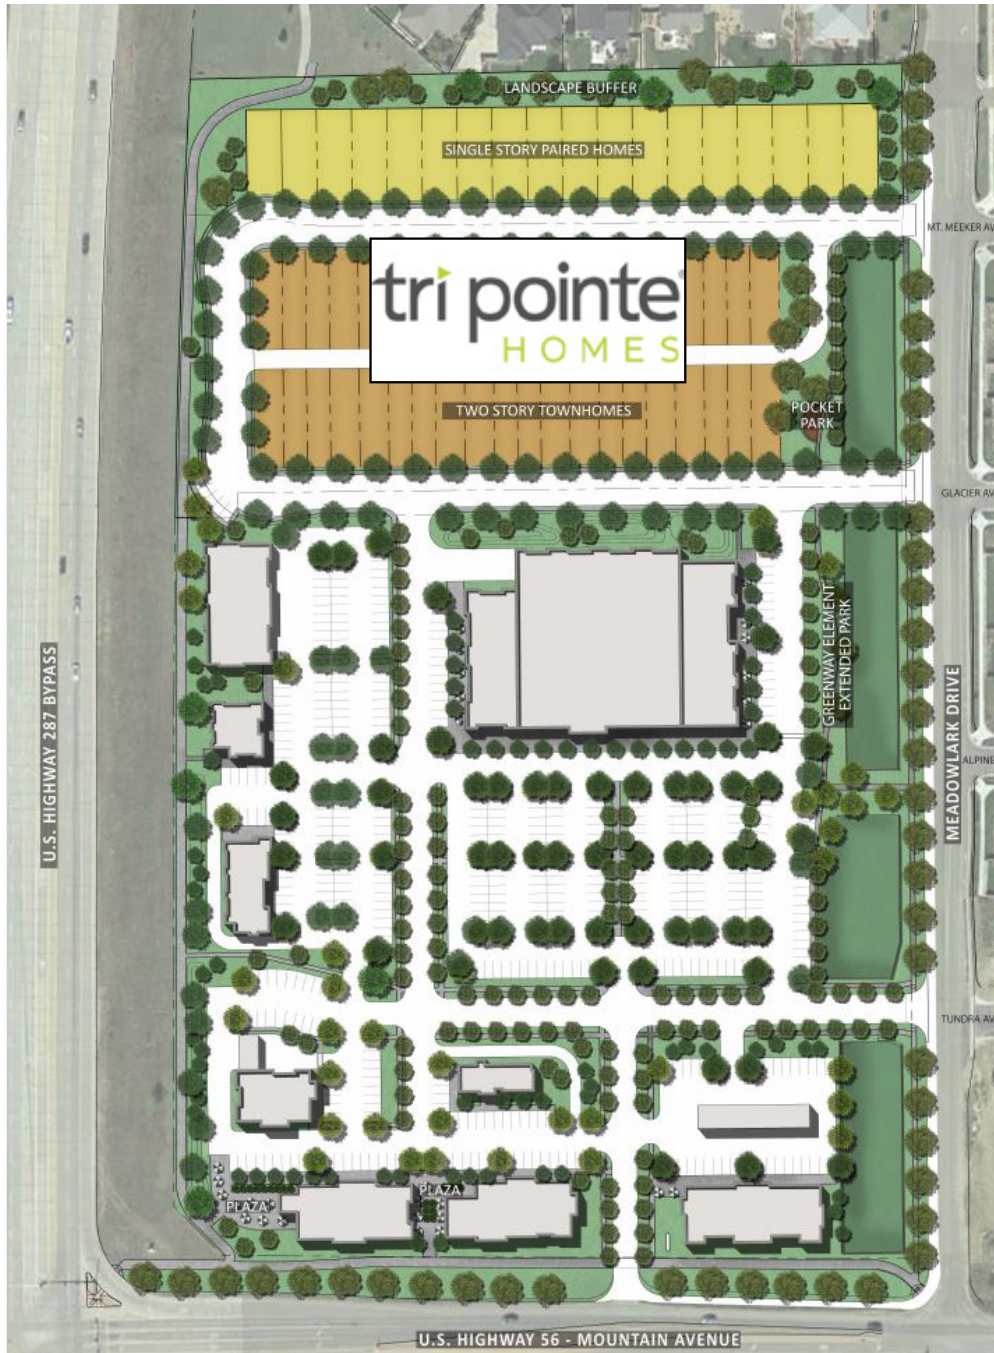 LANDSCAPE BUFFER
SINGLE STORY PAIRED HOMES
MT. MEEKER AV
tri pointe
HOMES
TWO STORY TOWNHOMES
POCKET
PARK
GLACIER AV
GREENWAY ELEMENT
EXTENDED PARK
U.S. HIGHWAY 287 BYPASS
MEADOWLARK DRIVE
ALPINE
TUNDRA AV
PLAZA
PLAZA
U.S. HIGHWAY 56 - MOUNTAIN AVENUE